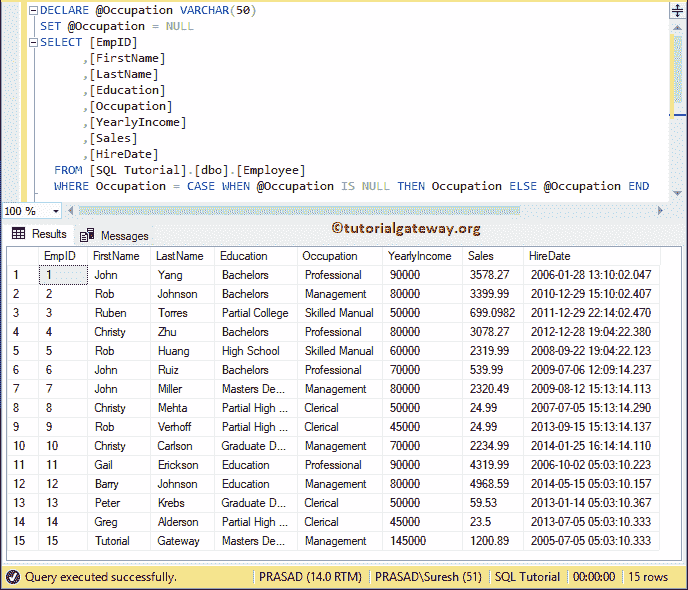 DECLARE @Occupation VARCHAR(50)
SET @Occupation = NULL
SELECT [EmpID]
,[FirstName]
,[LastName]
,[Education]
,[Occupation]
,[YearlyIncome]
,[Sales]
,[HireDate]
FROM [SQL Tutorial].[dbo].[Employee]
WHERE Occupation = CASE WHEN @Occupation IS NULL THEN Occupation ELSE @Occupation END
100 %
©tutorialgateway.org
Results Messages
EmpID FirstName LastName Education Occupation YearlyIncome Sales HireDate
1 1 John Yang Bachelors Professional 90000 3578.27 2006-01-28 13:10:02.047
2 2 Rob Johnson Bachelors Management 80000 3399.99 2010-12-29 15:10:02.407
3 3 Ruben Torres Partial College Skilled Manual 50000 699.0982 2011-12-29 22:14:02.470
4 4 Christy Zhu Bachelors Professional 80000 3078.27 2012-12-28 19:04:22.380
5 5 Rob Huang High School Skilled Manual 60000 2319.99 2008-09-22 19:04:22.123
6 6 John Ruiz Bachelors Professional 70000 539.99 2009-07-06 12:09:14.237
7 7 John Miller Masters De... Management 80000 2320.49 2009-08-12 15:13:14.113
8 8 Christy Mehta Partial High ... Clerical 50000 24.99 2007-07-05 15:13:14.290
9 9 Rob Verhoff Partial High ... Clerical 45000 24.99 2013-09-15 15:13:14.137
10 10 Christy Carlson Graduate D... Management 70000 2234.99 2014-01-25 16:14:14.110
11 11 Gail Erickson Education Professional 90000 4319.99 2006-10-02 05:03:10.223
12 12 Barry Johnson Education Management 80000 4968.59 2014-05-15 05:03:10.157
13 13 Peter Krebs Graduate D... Clerical 50000 59.53 2013-01-14 05:03:10.367
14 14 Greg Alderson Partial High ... Clerical 45000 23.5 2013-07-05 05:03:10.333
15 15 Tutorial Gateway Masters De... Management 145000 1200.89 2005-07-05 05:03:10.333
Query executed successfully. PRASAD (14.0 RTM) PRASAD\Suresh (51) SQL Tutorial 00:00:00 15 rows